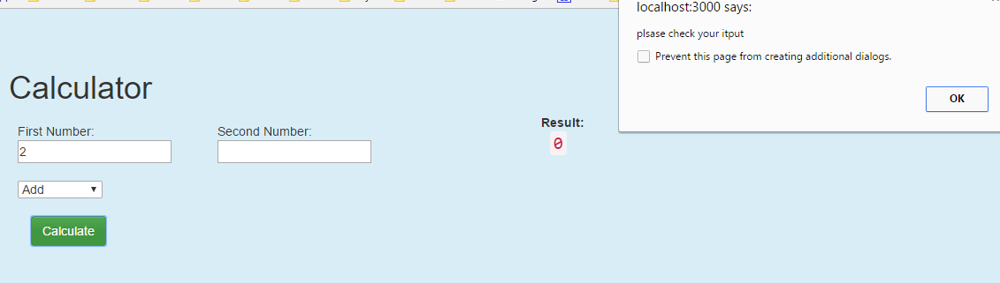 localhost:3000 says:
plsase check your itput
Prevent this page from creating additional dialogs.
OK
Calculator
First Number:
Second Number:
Result:
2
0
Add
Calculate